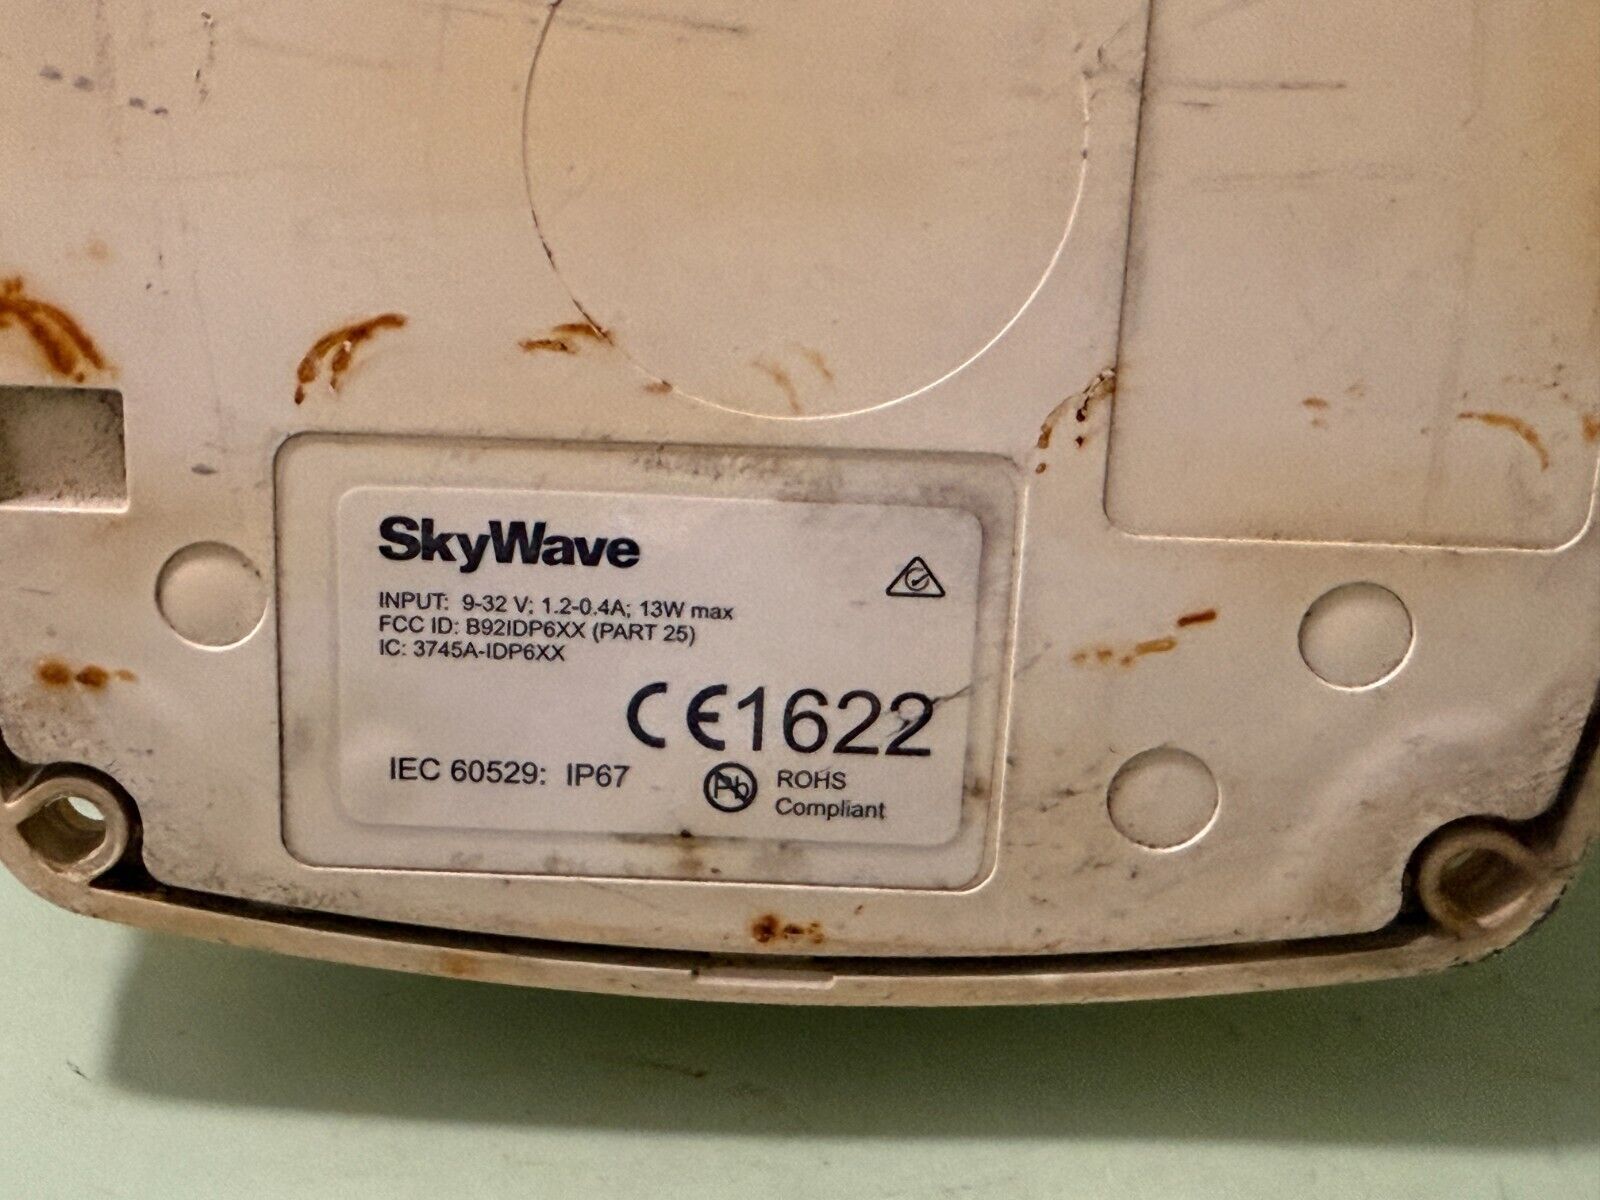 SkyWave
INPUT: 9-32 V: 1.2-0.4A; 13W max
FCC ID: B92IDP6XX (PART 25)
IC: 3745A-IDP6XX
CE1622
IEC 60529: IP67
Pb
ROHS
Compliant